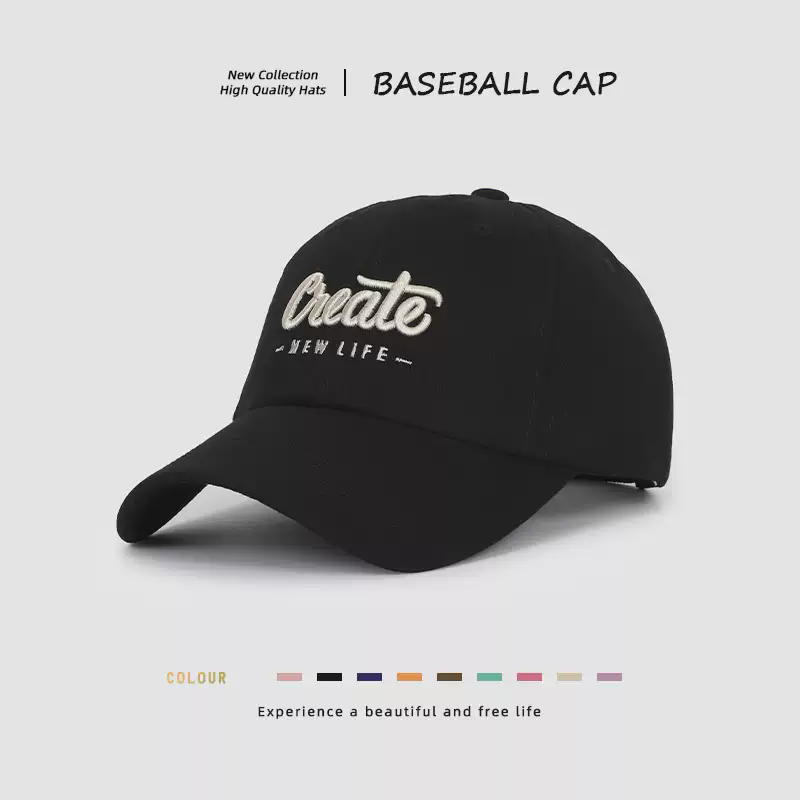 New Collection
High Quality Hats
BASEBALL CAP
Create
NEW LIFE
COLOUR
Experience a beautiful and free life